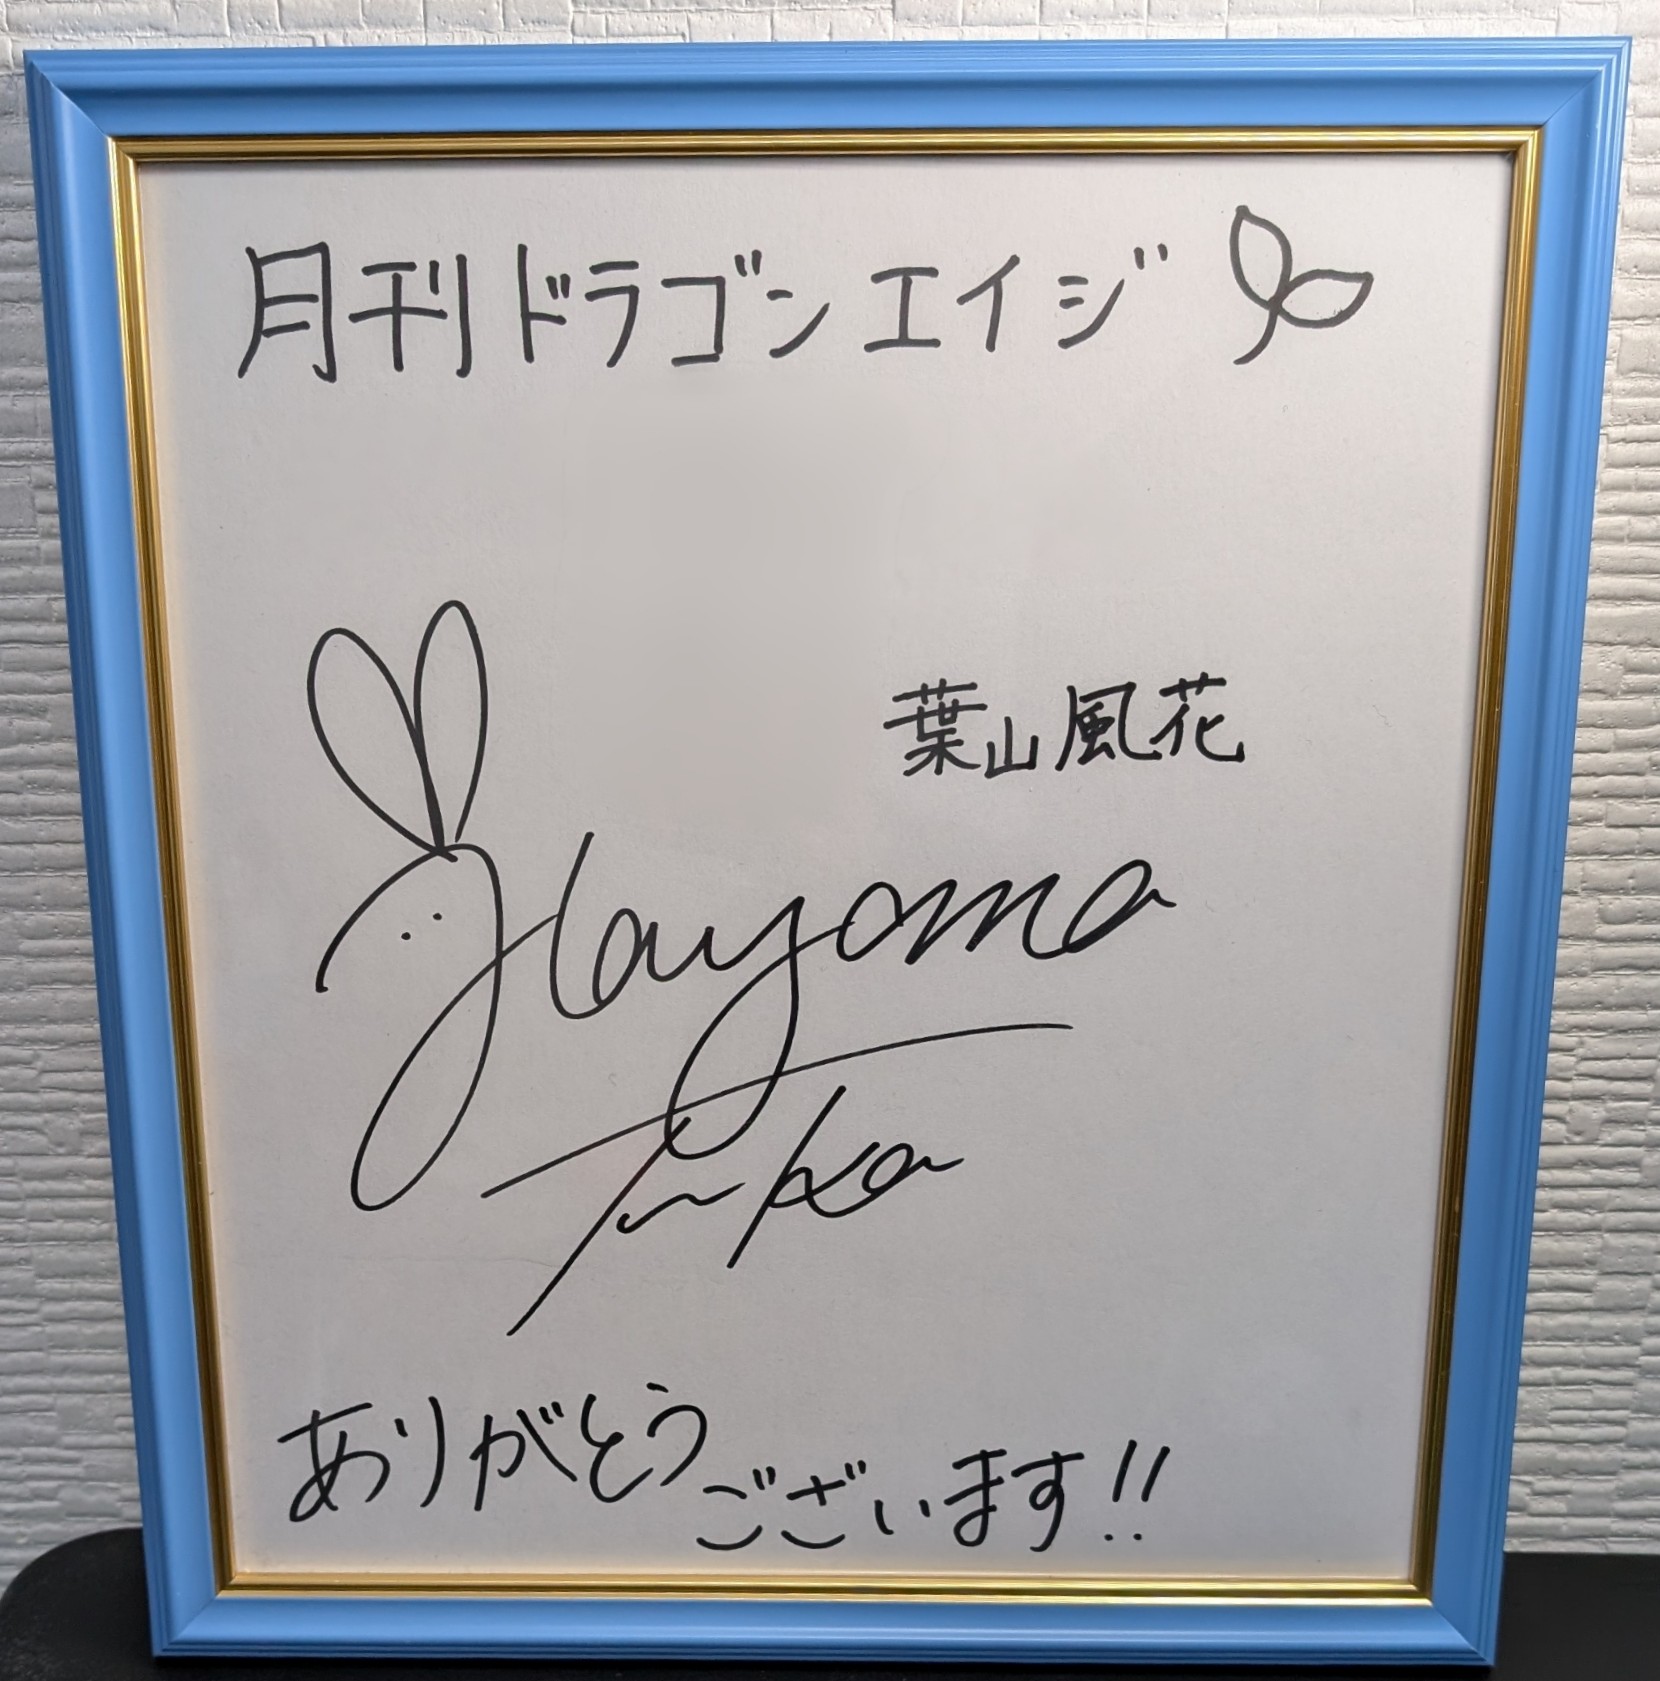 月刊ドラゴンエイジ
葉山風花
Hayama
Fuka
ありがとう
ございます!!